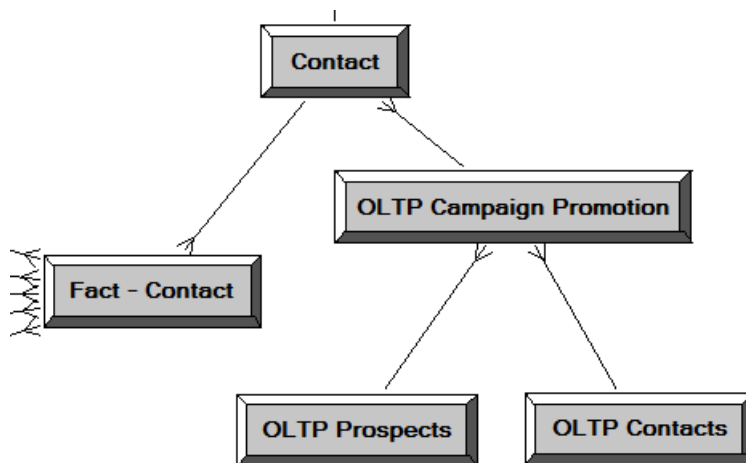 Contact
OLTP Campaign Promotion
Fact - Contact
OLTP Prospects
OLTP Contacts